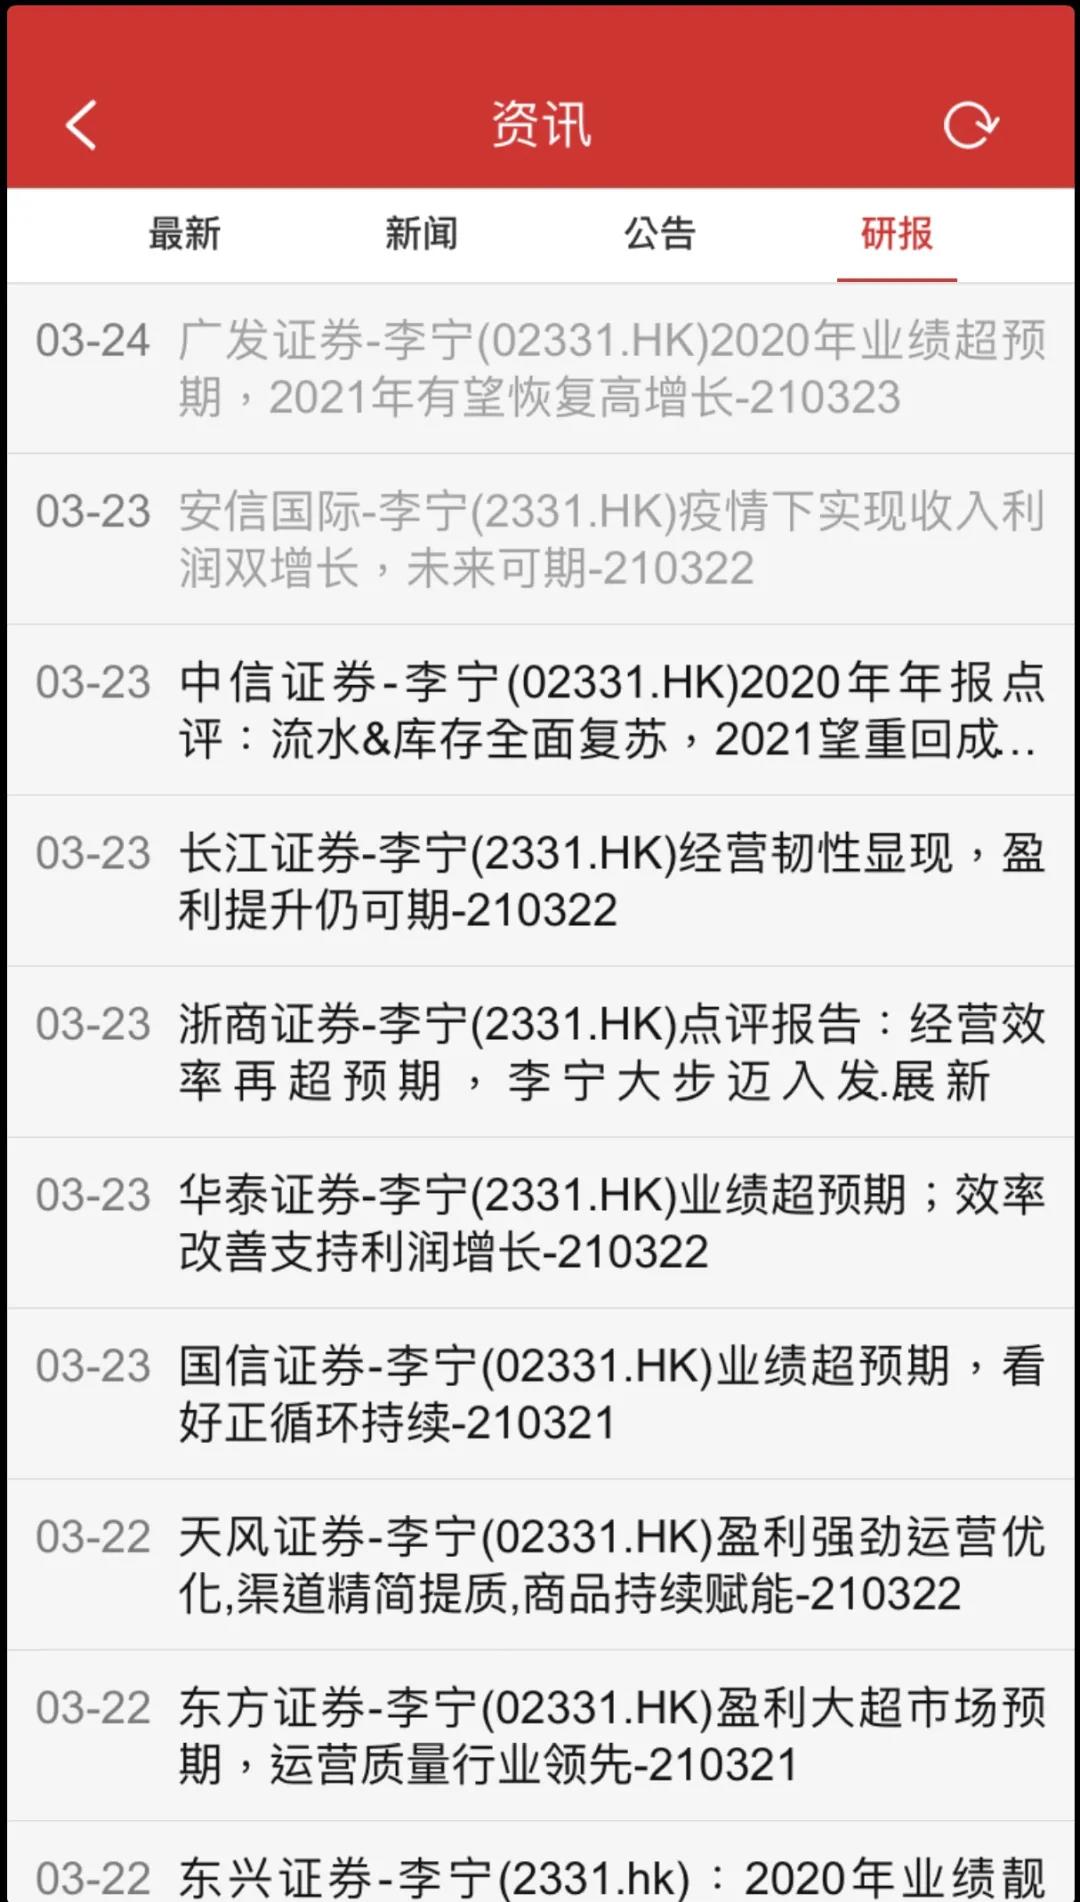 资讯
最新 新闻 公告 研报
03-24 广发证券-李宁(02331.HK)2020年业绩超预
期，2021年有望恢复高增长-210323
03-23 安信国际-李宁(2331.HK)疫情下实现收入利
润双增长，未来可期-210322
03-23 中信证券-李宁(02331.HK)2020年年报点
评：流水&库存全面复苏，2021望重回成...
03-23 长江证券-李宁(2331.HK)经营韧性显现，盈
利提升仍可期-210322
03-23 浙商证券-李宁(2331.HK)点评报告：经营效
率再超预期，李宁大步迈入发.展新
03-23 华泰证券-李宁(2331.HK)业绩超预期；效率
改善支持利润增长-210322
03-23 国信证券-李宁(02331.HK)业绩超预期，看
好正循环持续-210321
03-22 天风证券-李宁(02331.HK)盈利强劲运营优
化,渠道精简提质,商品持续赋能-210322
03-22 东方证券-李宁(02331.HK)盈利大超市场预
期，运营质量行业领先-210321
03-22 东兴证券-李宁(2331.hk)：2020年业绩靓